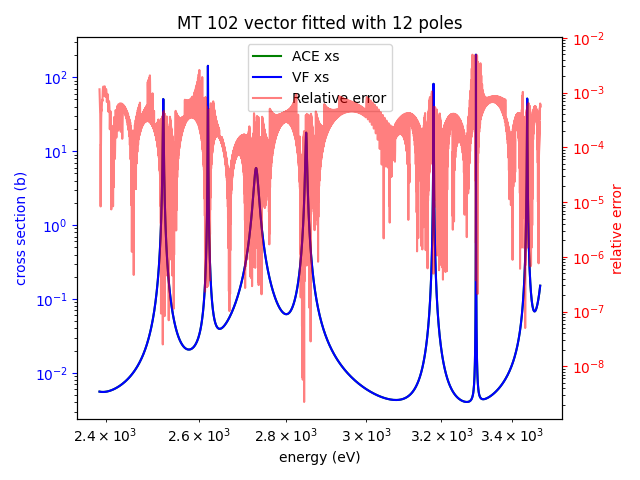 MT 102 vector fitted with 12 poles
ACE xs
VF xs
Relative error
cross section (b)
10²
10¹
10⁰
10⁻¹
10⁻²
relative error
10⁻²
10⁻³
10⁻⁴
10⁻⁵
10⁻⁶
10⁻⁷
10⁻⁸
2.4 × 10³ 2.6 × 10³ 2.8 × 10³ 3 × 10³ 3.2 × 10³ 3.4 × 10³
energy (eV)